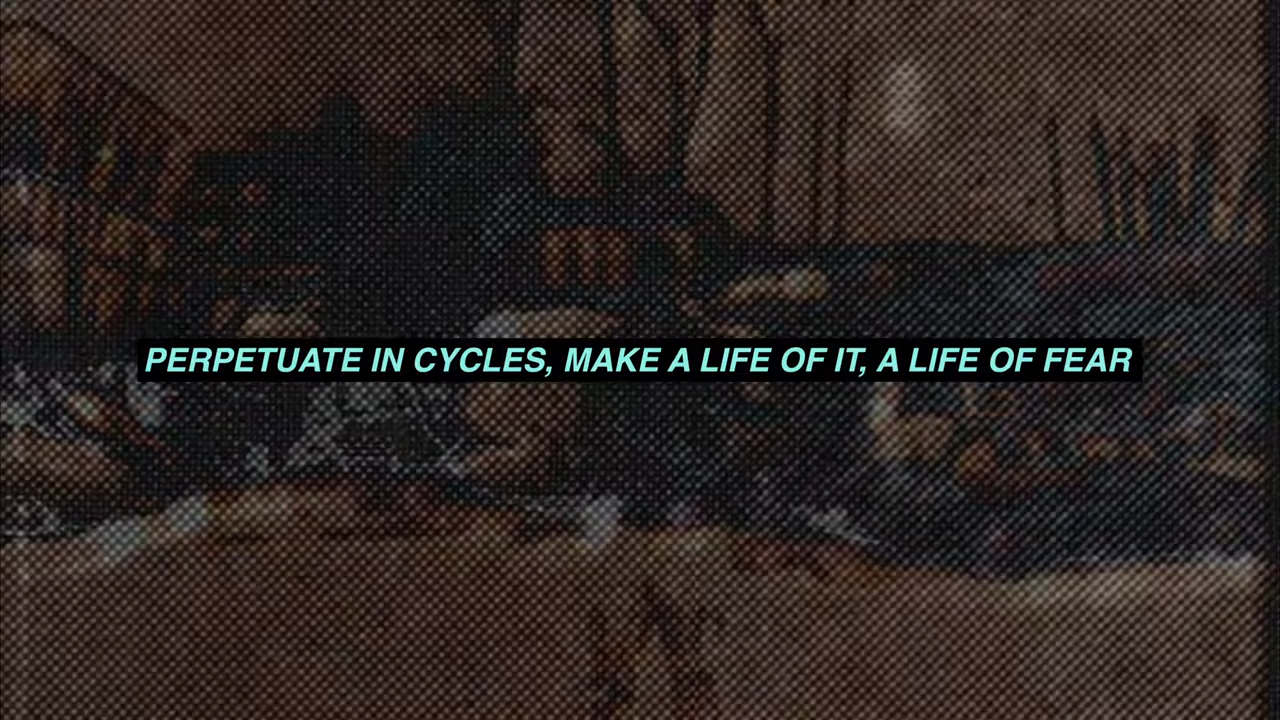 PERPETUATE IN CYCLES, MAKE A LIFE OF IT, A LIFE OF FEAR